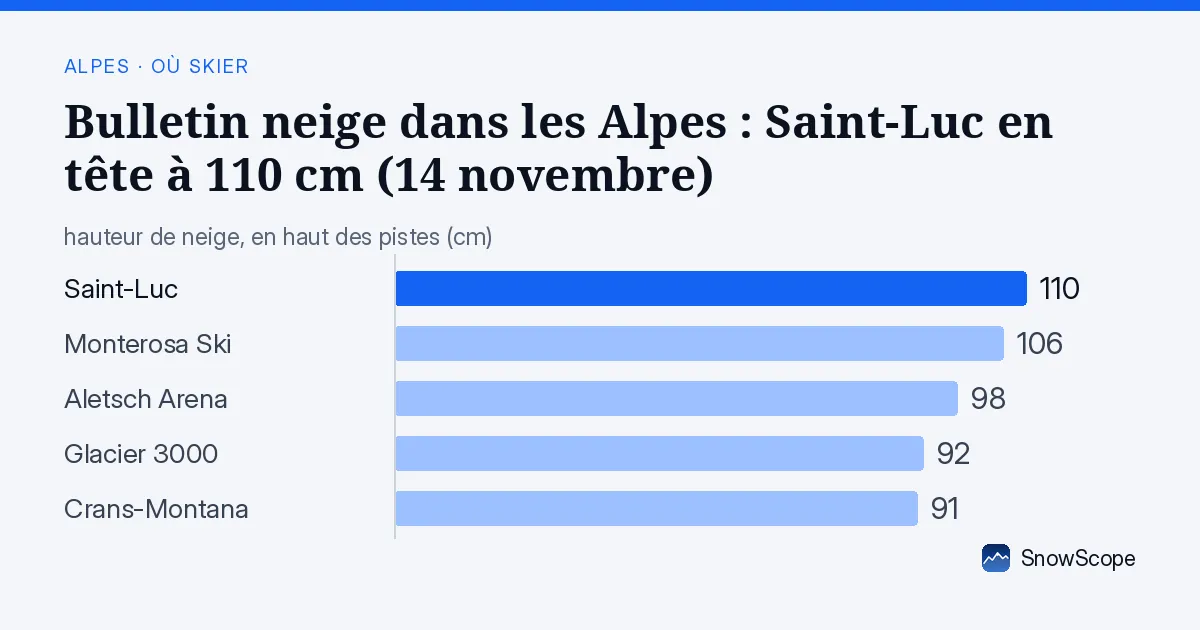 ALPES · OÙ SKIER
Bulletin neige dans les Alpes : Saint-Luc en
tête à 110 cm (14 novembre)
hauteur de neige, en haut des pistes (cm)
Saint-Luc 110
Monterosa Ski 106
Aletsch Arena 98
Glacier 3000 92
Crans-Montana 91
SnowScope